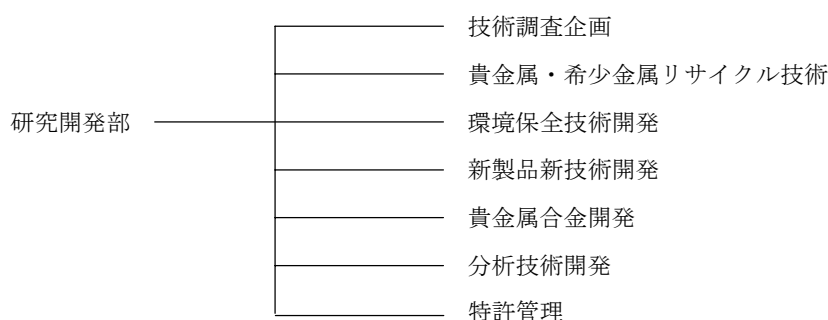 技術調査企画
貴金属・希少金属リサイクル技術
研究開発部
環境保全技術開発
新製品新技術開発
貴金属合金開発
分析技術開発
特許管理